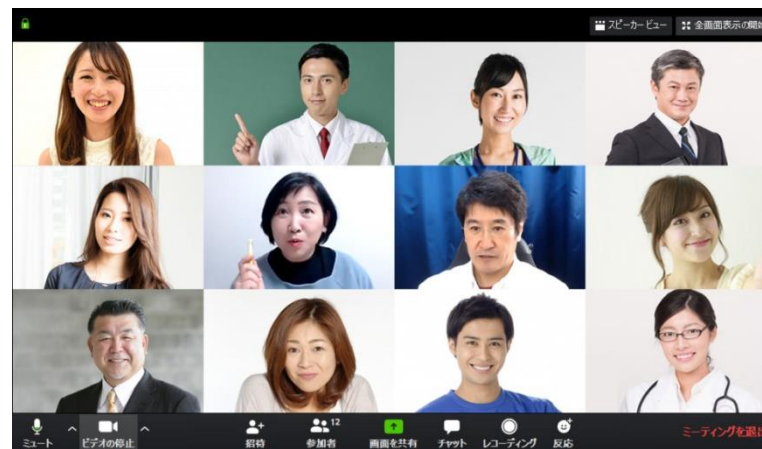 スピーカービュー
全画面表示の開始
12
ミュート
ビデオの停止
招待
参加者
画面を共有
チャット
レコーディング
反応
ミーティングを退